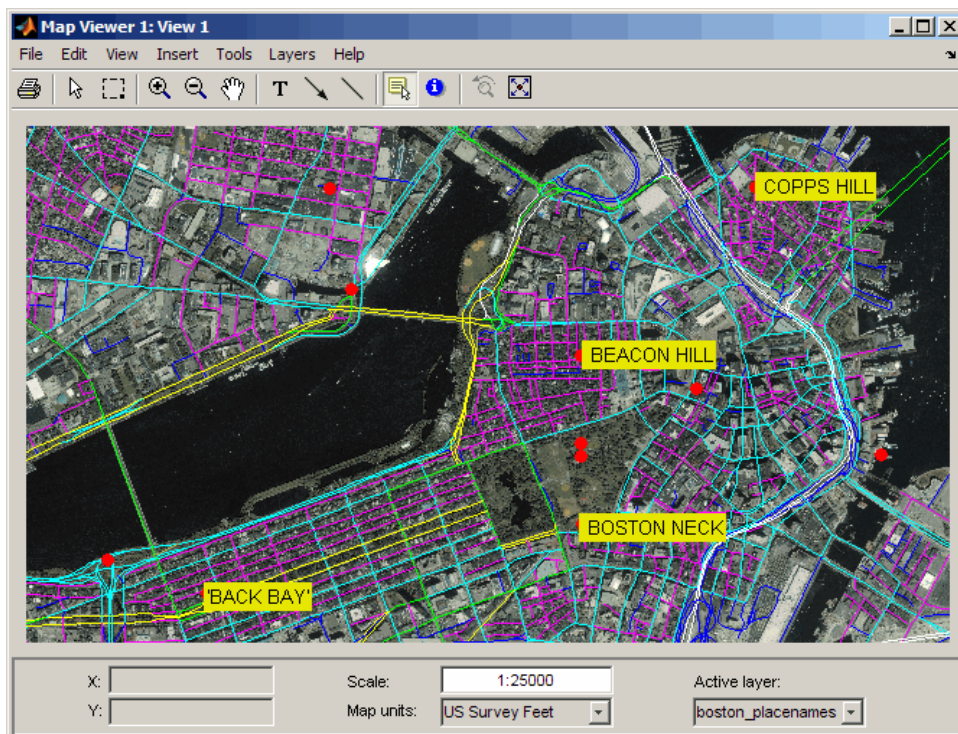 Map Viewer 1: View 1
File Edit View Insert Tools Layers Help
T
COPPS HILL
BEACON HILL
BOSTON NECK
'BACK BAY'
X:
Scale:
1:25000
Active layer:
Y:
Map units:
US Survey Feet
boston_placenames